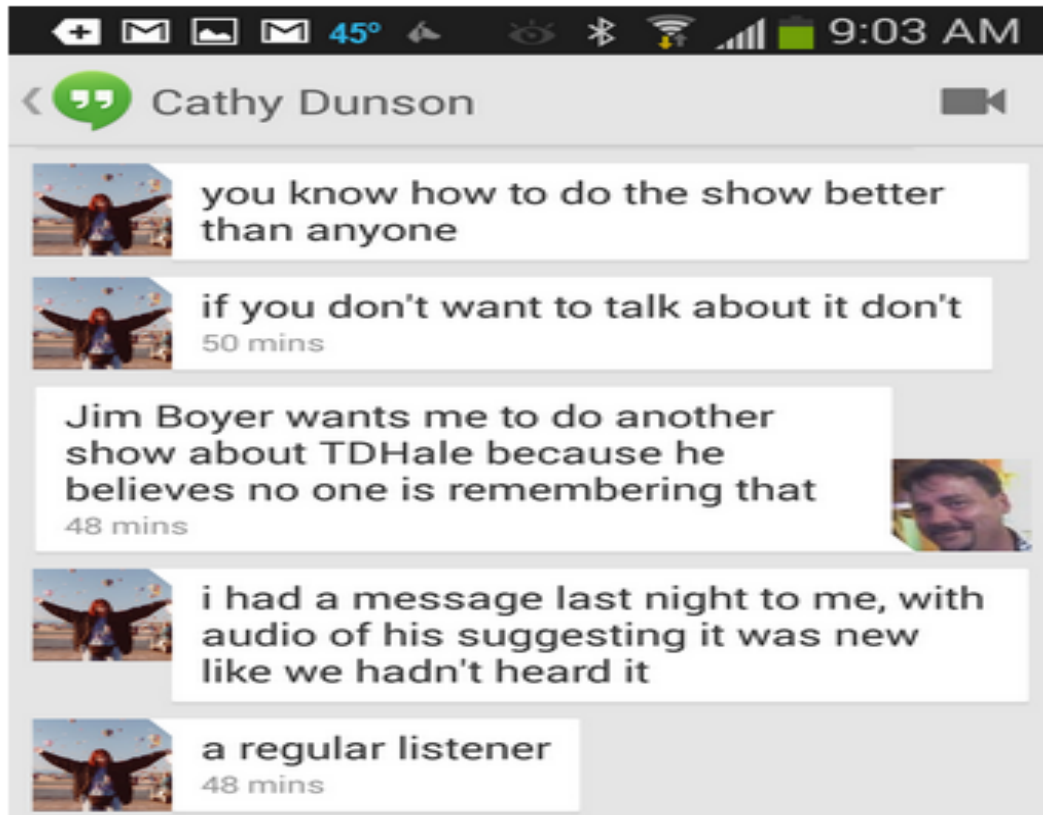 45° 9:03 AM
Cathy Dunson
you know how to do the show better
than anyone
if you don't want to talk about it don't
50 mins
Jim Boyer wants me to do another
show about TDHale because he
believes no one is remembering that
48 mins
i had a message last night to me, with
audio of his suggesting it was new
like we hadn't heard it
a regular listener
48 mins